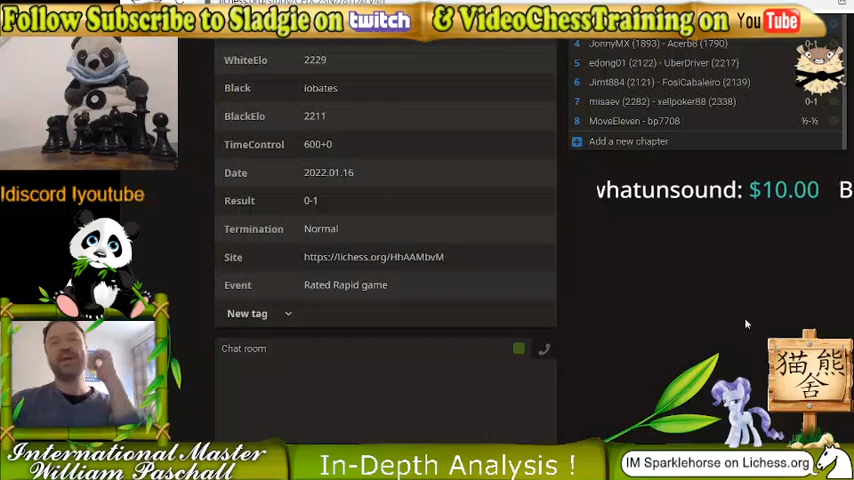 Follow Subscribe to Sladgie on twitch & VideoChessTraining on YouTube
WhiteElo 2229
Black iobates
BlackElo 2211
TimeControl 600+0
Date 2022.01.16
Result 0-1
Termination Normal
Site https://lichess.org/HhAAMbvM
Event Rated Rapid game
New tag
Chat room
4 JonnyMX (1893) - Acerb8 (1790) 0-1
5 edong01 (2122) - UberDriver (2217)
6 Jimt884 (2121) - FosiCabaleiro (2139)
7 misaev (2282) - xellpoker88 (2338) 0-1
8 MoveEleven - bp7708 ½-½
Add a new chapter
whatunsound: $10.00 B
!discord !youtube
猫熊
舍
International Master
William Paschall
In-Depth Analysis !
IM Sparklehorse on Lichess.org